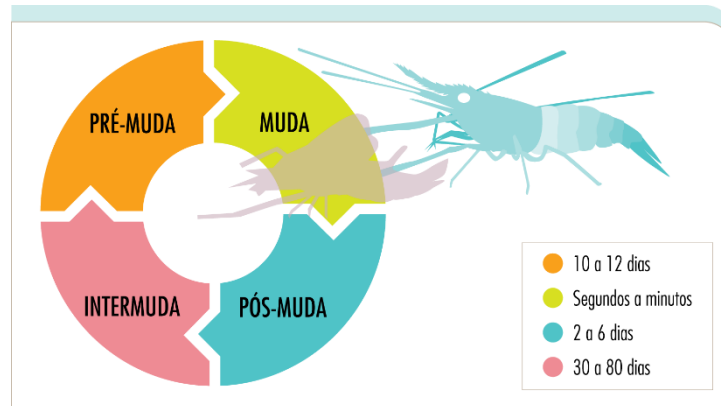 PRÉ-MUDA
MUDA
INTERMUDA
PÓS-MUDA
10 a 12 dias
Segundos a minutos
2 a 6 dias
30 a 80 dias